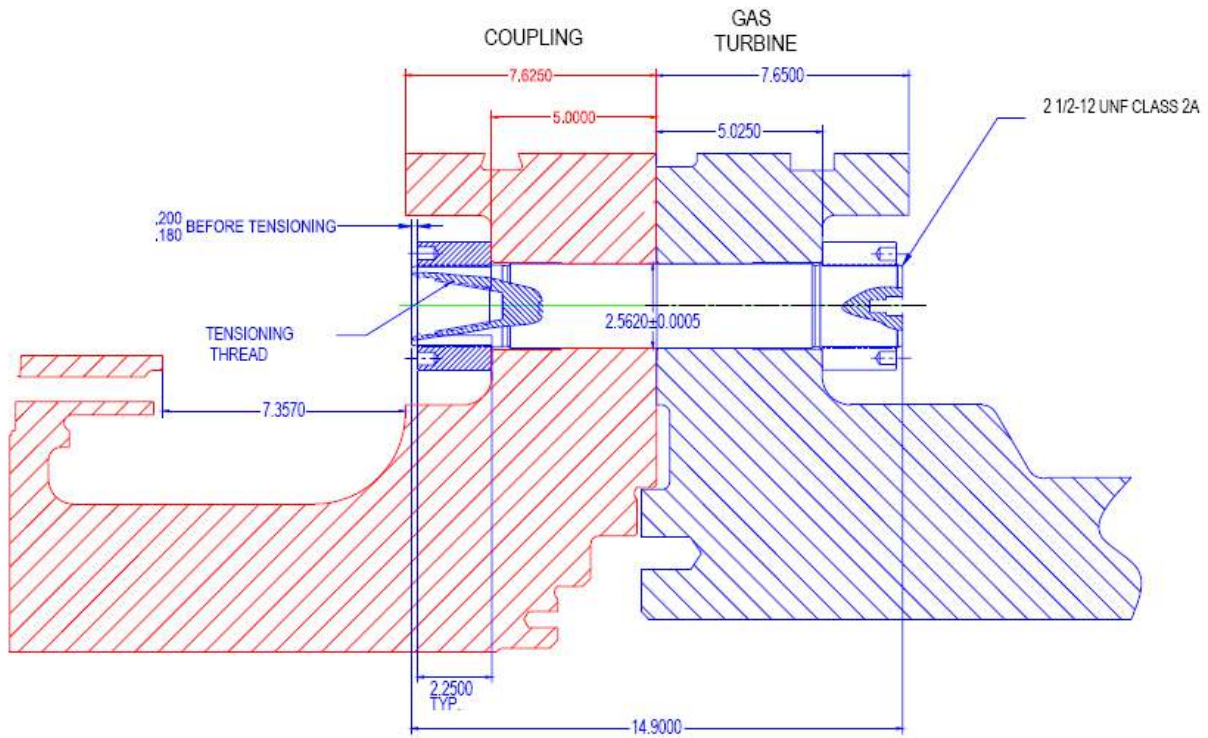 COUPLING
GAS
TURBINE
7.6250
7.6500
2 1/2-12 UNF CLASS 2A
5.0000
5.0250
.200
.180 BEFORE TENSIONING
2.5620±0.0005
TENSIONING
THREAD
7.3570
2.2500
TYP.
14.9000